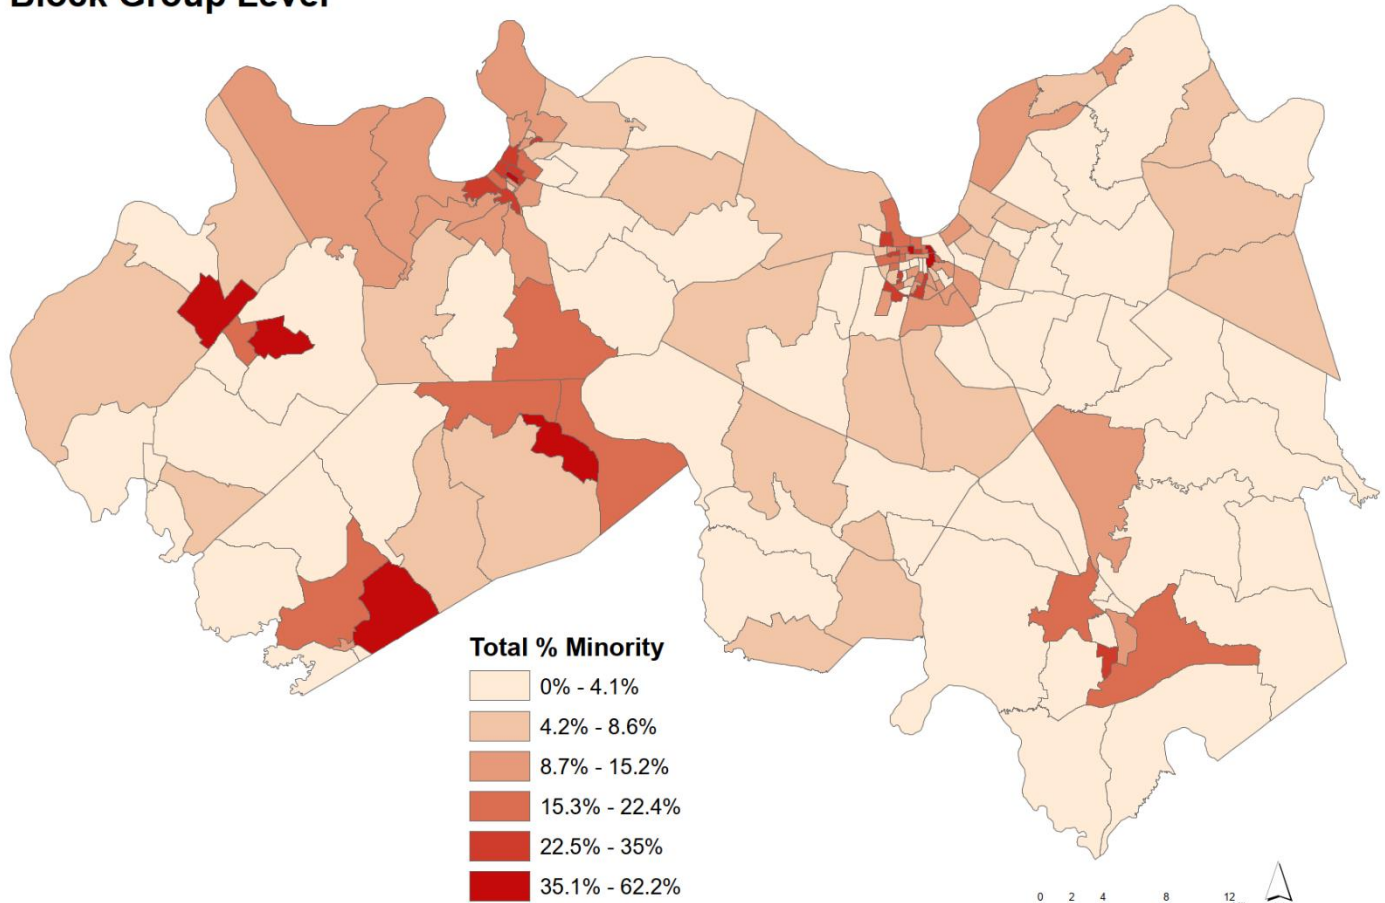 Block Group Level
Total % Minority
0% - 4.1%
4.2% - 8.6%
8.7% - 15.2%
15.3% - 22.4%
22.5% - 35%
35.1% - 62.2%
0 2 4 8 12